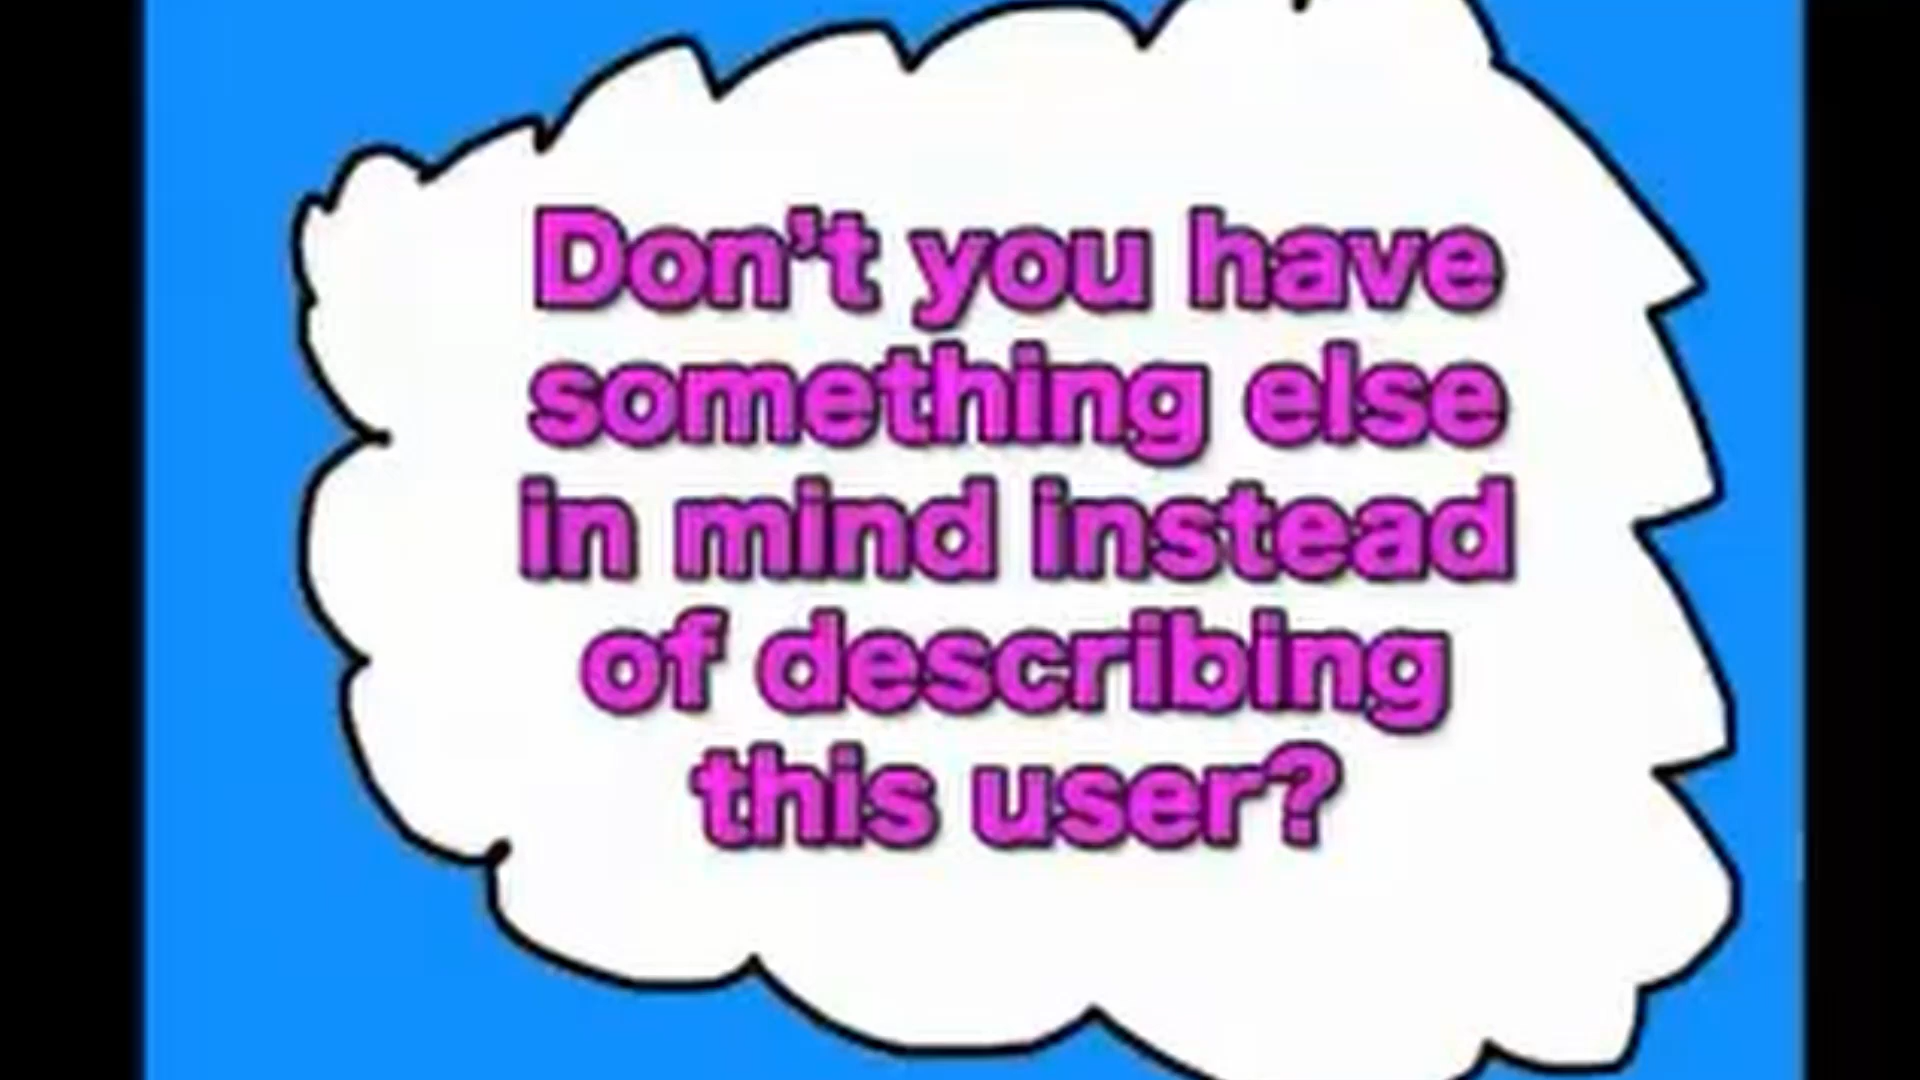 Don't you have
something else
in mind instead
of describing
this user?